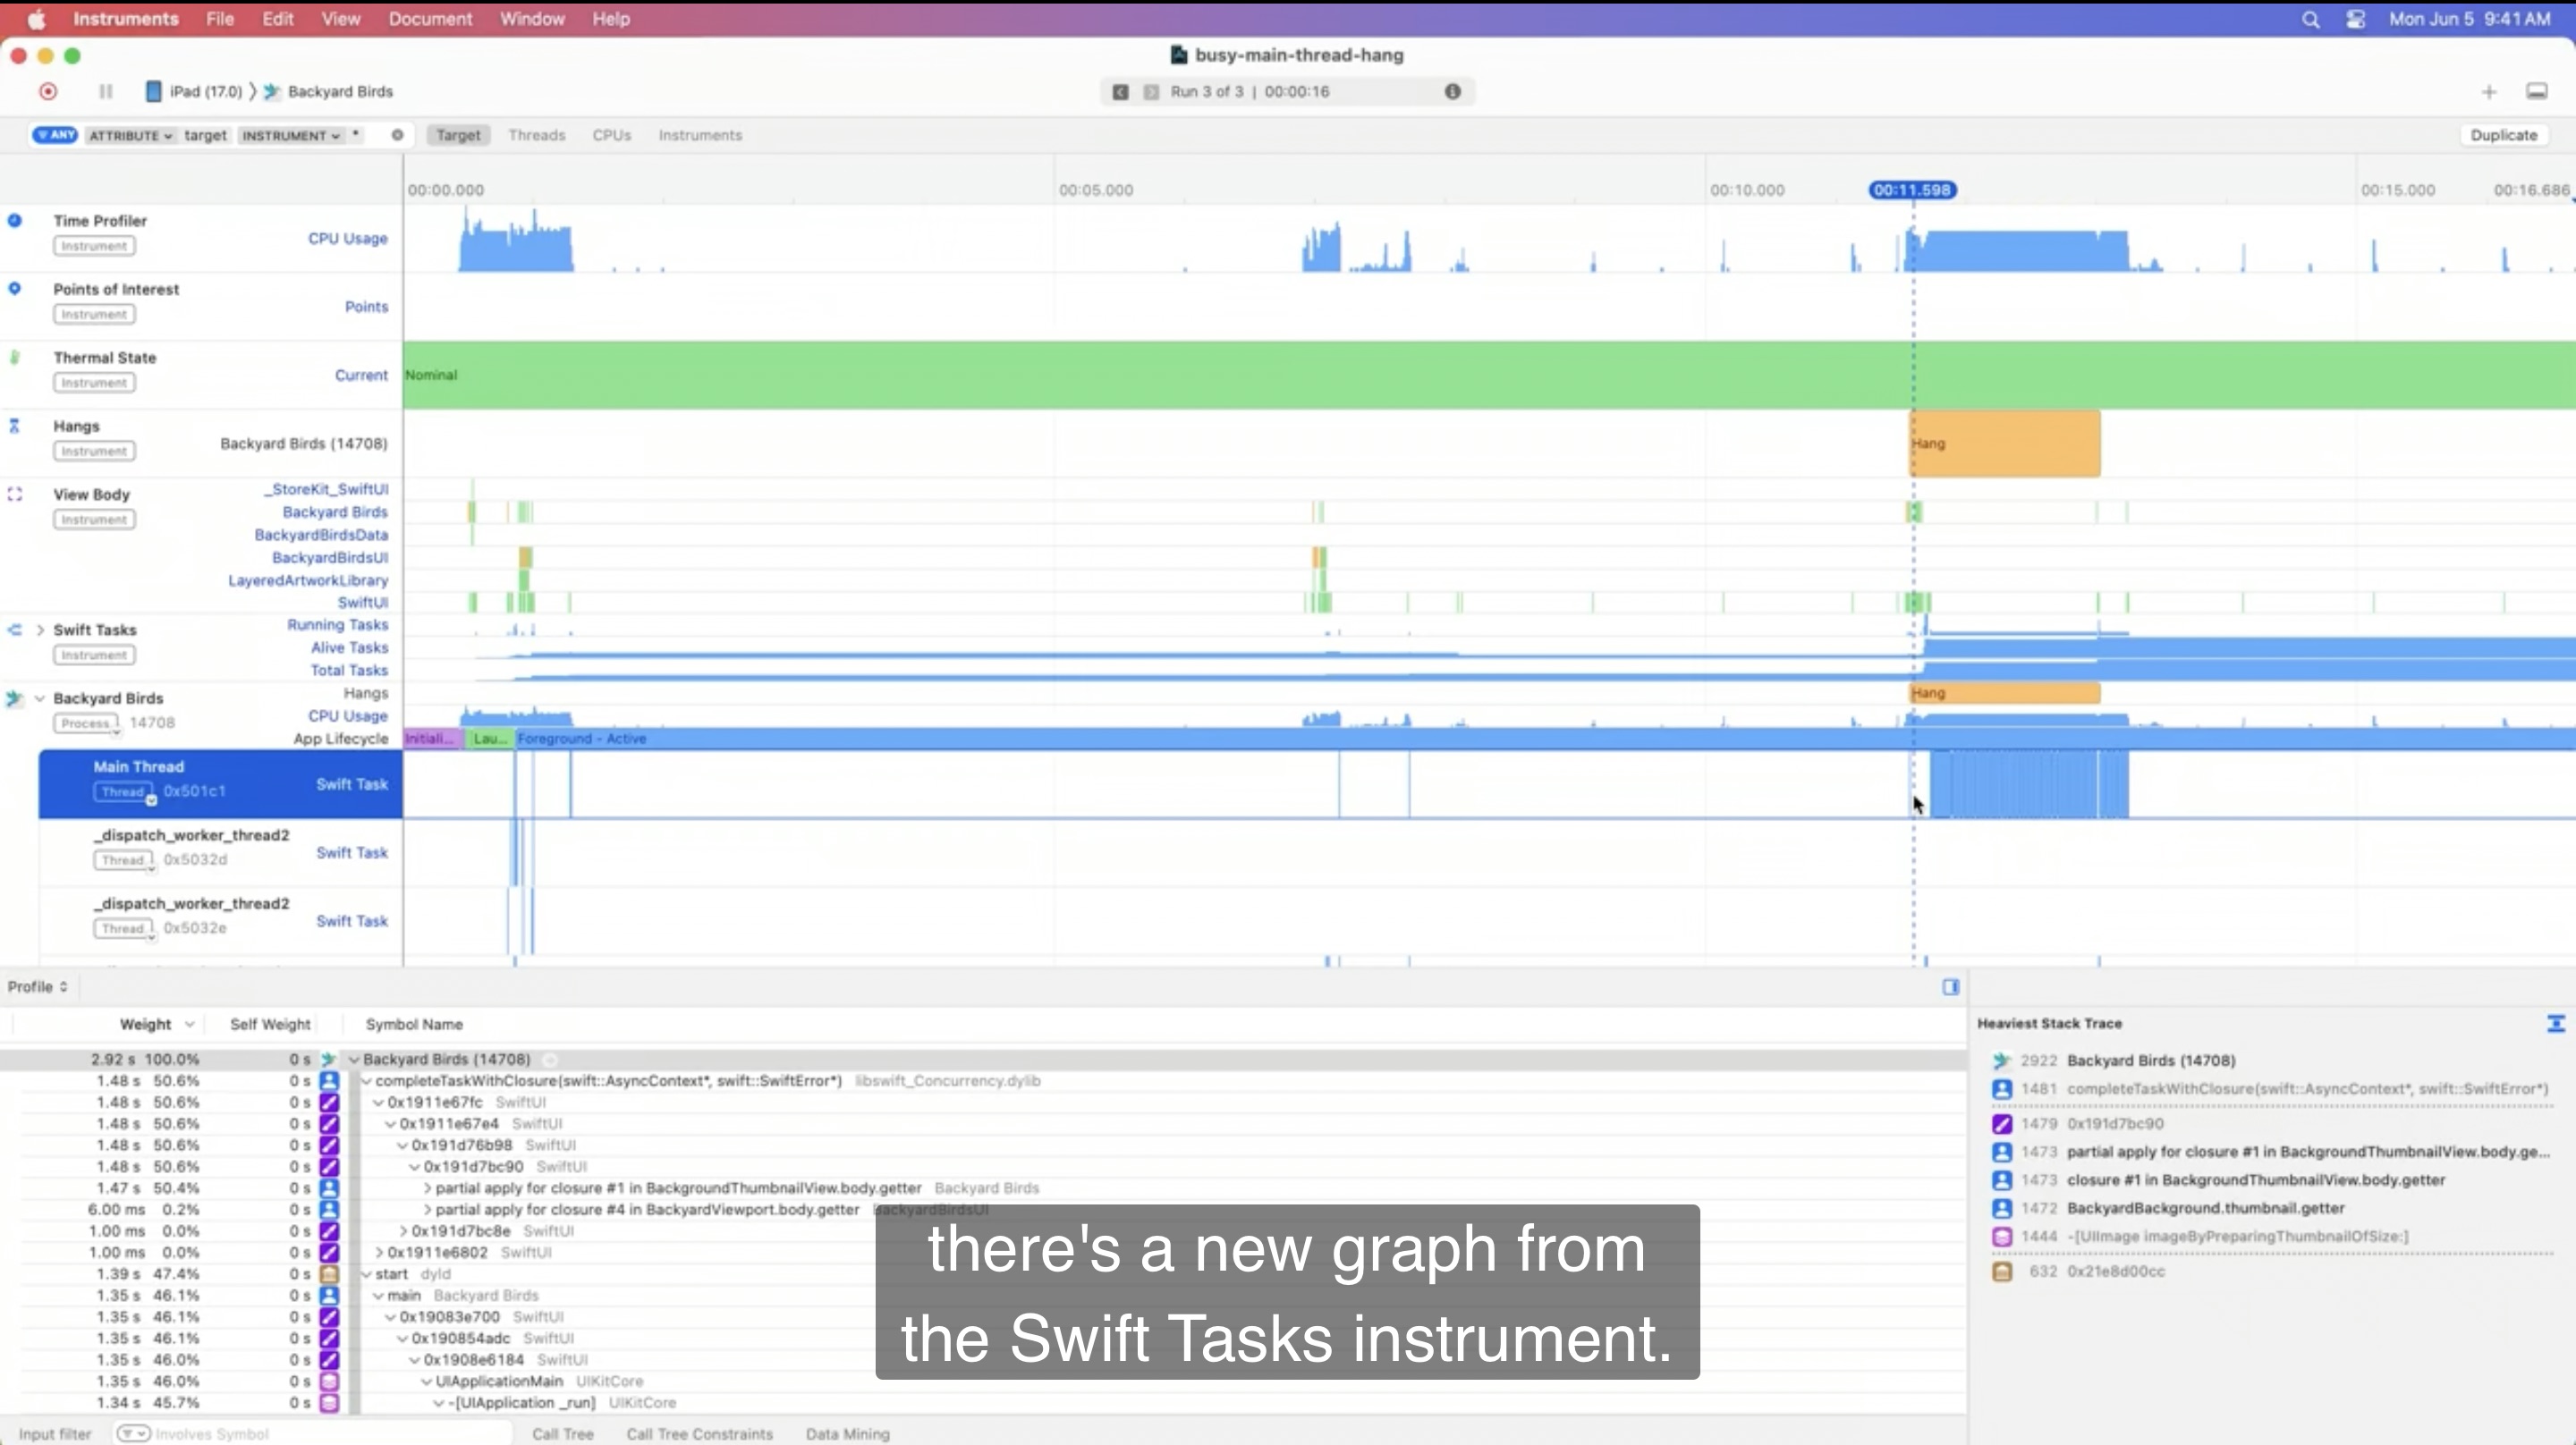 Instruments File Edit View Document Window Help Mon Jun 5 9:41 AM
busy-main-thread-hang
iPad (17.0) Backyard Birds Run 3 of 3 | 00:00:16
ANY ATTRIBUTE target INSTRUMENT * Target Threads CPUs Instruments Duplicate
00:00.000 00:05.000 00:10.000 00:11.598 00:15.000 00:16.686
Time Profiler
Instrument
CPU Usage
Points of Interest
Instrument
Points
Thermal State
Instrument
Current
Nominal
Hangs
Instrument
Backyard Birds (14708)
Hang
View Body
Instrument
_StoreKit_SwiftUI
Backyard Birds
BackyardBirdsData
BackyardBirdsUI
LayeredArtworkLibrary
SwiftUI
Swift Tasks
Instrument
Running Tasks
Alive Tasks
Total Tasks
Backyard Birds
Process 14708
Hangs
Hang
CPU Usage
App Lifecycle
Initiali... Lau... Foreground - Active
Main Thread
Thread 0x501c1
Swift Task
_dispatch_worker_thread2
Thread 0x5032d
Swift Task
_dispatch_worker_thread2
Thread 0x5032e
Swift Task
Profile
Weight Self Weight Symbol Name
2.92 s 100.0% 0 s Backyard Birds (14708)
1.48 s 50.6% 0 s completeTaskWithClosure(swift::AsyncContext*, swift::SwiftError*) libswift_Concurrency.dylib
1.48 s 50.6% 0 s 0x1911e67fc SwiftUI
1.48 s 50.6% 0 s 0x1911e67e4 SwiftUI
1.48 s 50.6% 0 s 0x191d76b98 SwiftUI
1.48 s 50.6% 0 s 0x191d7bc90 SwiftUI
1.47 s 50.4% 0 s partial apply for closure #1 in BackgroundThumbnailView.body.getter Backyard Birds
6.00 ms 0.2% 0 s partial apply for closure #4 in BackyardViewport.body.getter BackyardBirdsUI
1.00 ms 0.0% 0 s 0x191d7bc8e SwiftUI
1.00 ms 0.0% 0 s 0x1911e6802 SwiftUI
1.39 s 47.4% 0 s start dyld
1.35 s 46.1% 0 s main Backyard Birds
1.35 s 46.1% 0 s 0x19083e700 SwiftUI
1.35 s 46.1% 0 s 0x190854adc SwiftUI
1.35 s 46.0% 0 s 0x1908e6184 SwiftUI
1.35 s 46.0% 0 s UIApplicationMain UIKitCore
1.34 s 45.7% 0 s -[UIApplication _run] UIKitCore
Heaviest Stack Trace
2922 Backyard Birds (14708)
1481 completeTaskWithClosure(swift::AsyncContext*, swift::SwiftError*)
1479 0x191d7bc90
1473 partial apply for closure #1 in BackgroundThumbnailView.body.ge...
1473 closure #1 in BackgroundThumbnailView.body.getter
1472 BackyardBackground.thumbnail.getter
1444 -[UIImage imageByPreparingThumbnailOfSize:]
632 0x21e8d00cc
there's a new graph from
the Swift Tasks instrument.
Input filter Involves Symbol Call Tree Call Tree Constraints Data Mining